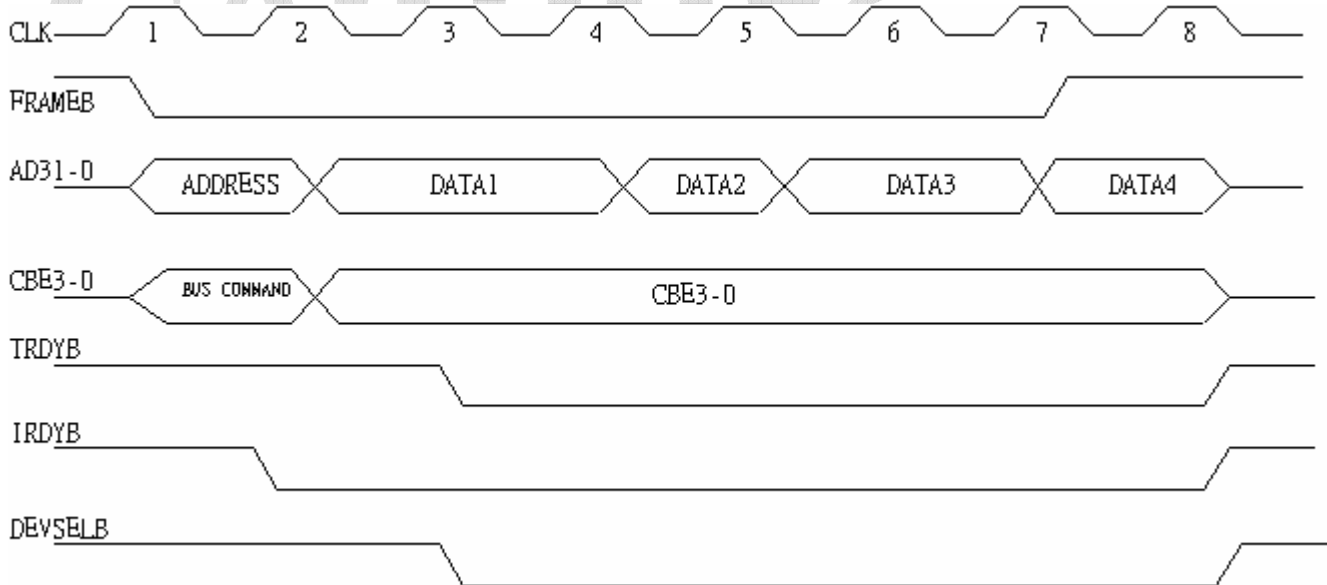 CLK 1 2 3 4 5 6 7 8
FRAMEB
AD31-0 ADDRESS DATA1 DATA2 DATA3 DATA4
CBE3-0 BUS COMMAND CBE3-0
TRDYB
IRDYB
DEVSELB